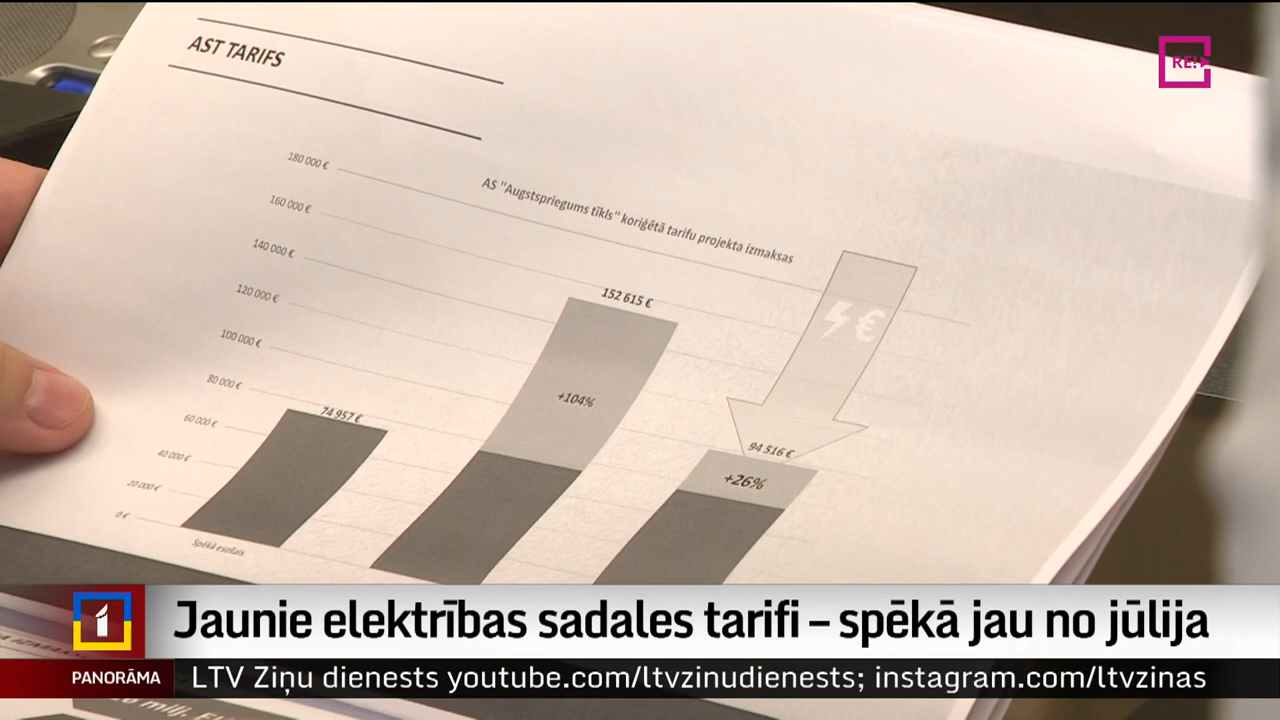 AST TARIFS
RE!
AS "Augstspriegums tīkls" koriģētā tarifu projekta izmaksas
180 000 €
160 000 €
140 000 €
120 000 €
100 000 €
80 000 €
60 000 €
40 000 €
20 000 €
0 €
74 957 €
152 615 €
+104%
€
94 516 €
+26%
Spēkā esošais
1
Jaunie elektrības sadales tarifi – spēkā jau no jūlija
PANORĀMA
LTV Ziņu dienests youtube.com/ltvzinudienests; instagram.com/ltvzinas